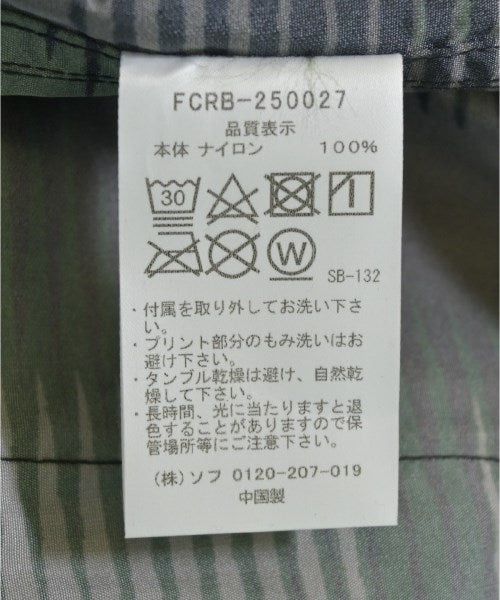 FCRB-250027
品質表示
本体 ナイロン 100%
30
W
SB-132
・付属を取り外してお洗い下さ
い。
・プリント部分のもみ洗いはお
避け下さい。
・タンブル乾燥は避け、自然乾
燥して下さい。
・長時間、光に当たりますと退
色することがありますので保
管場所等にご注意下さい。
(株)ソフ 0120-207-019
中国製